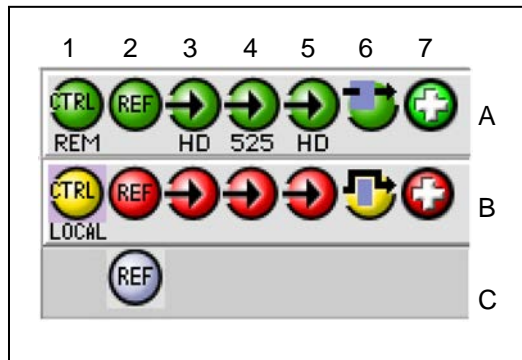 1 2 3 4 5 6 7
CTRL REF A
REM HD 525 HD
CTRL REF B
LOCAL
REF C